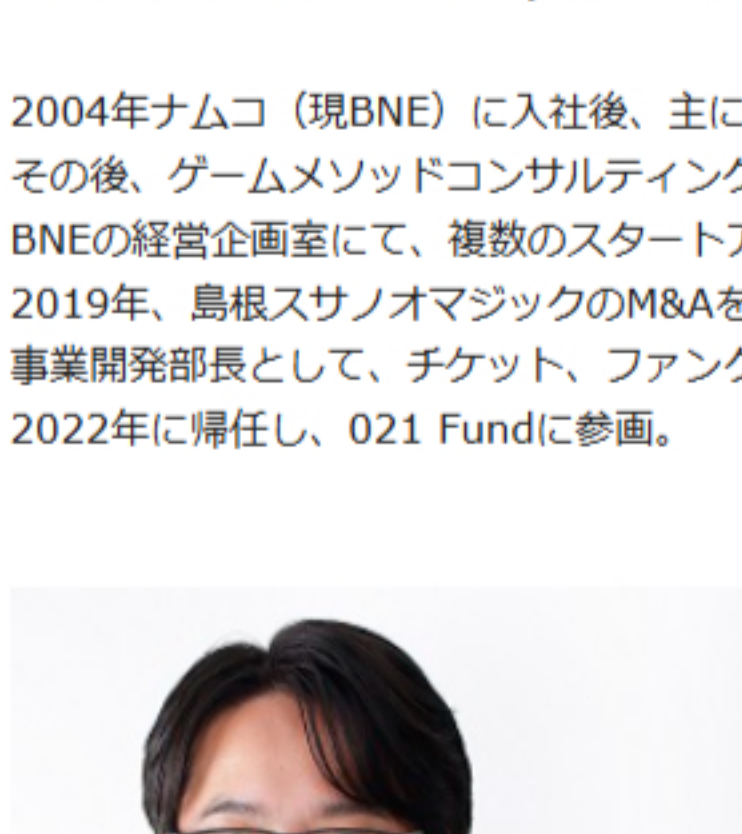 2004年ナムコ（現BNE）に入社後、主に
その後、ゲームメソッドコンサルティング
BNEの経営企画室にて、複数のスタートア
2019年、島根スサノオマジックのM&Aを
事業開発部長として、チケット、ファンク
2022年に帰任し、021 Fundに参画。